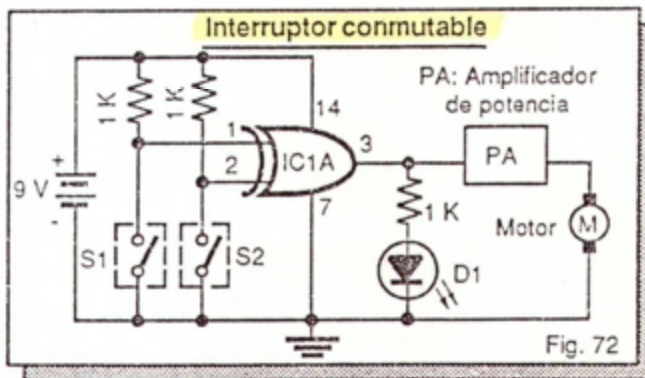 Interruptor conmutable
PA: Amplificador
de potencia
1 K
1 K
14
1
2
3
IC1A
PA
9 V
+
-
7
1 K
Motor
M
S1
S2
D1
Fig. 72